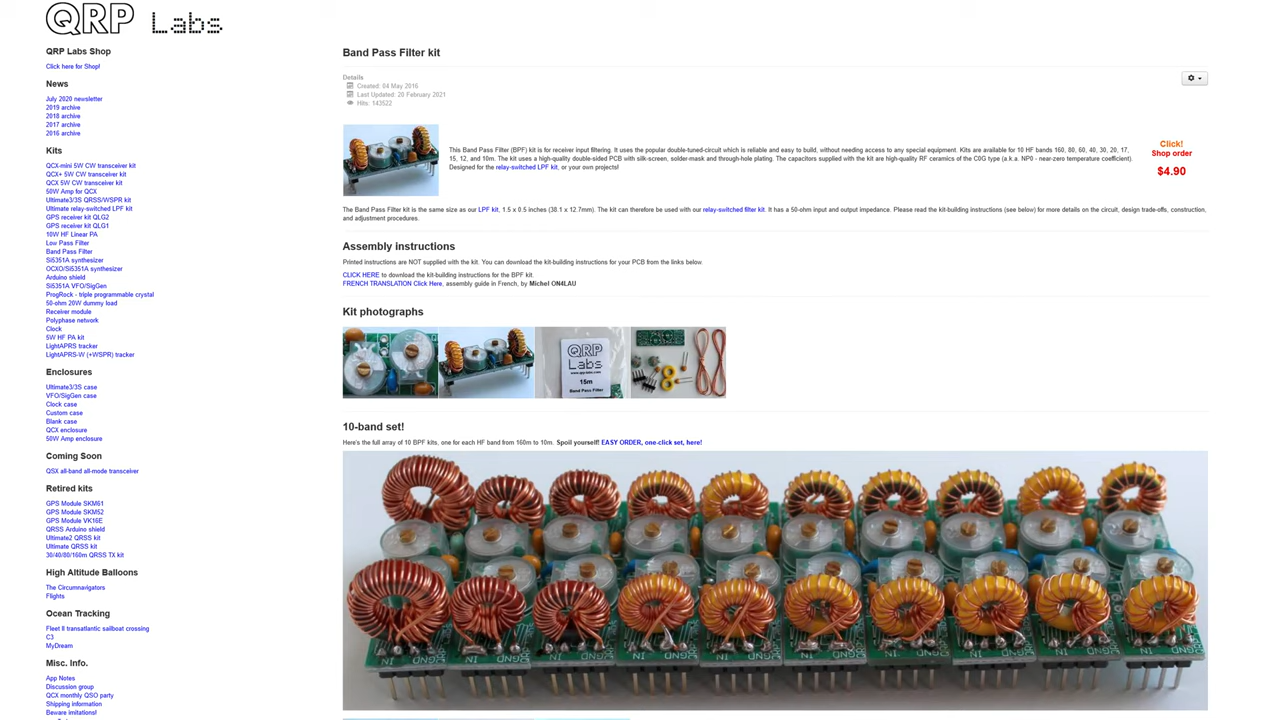 QRP Labs
QRP Labs Shop
Click here for Shop!
News
July 2020 newsletter
2019 archive
2018 archive
2017 archive
2016 archive
Kits
QCX-mini 5W CW transceiver kit
QCX+ 5W CW transceiver kit
QCX 5W CW transceiver kit
50W Amp for QCX
Ultimate3/3S QRSS/WSPR kit
Ultimate relay-switched LPF kit
GPS receiver kit QLG2
GPS receiver kit QLG1
10W HF Linear PA
Low Pass Filter
Band Pass Filter
Si5351A synthesizer
OCXO/Si5351A synthesizer
Arduino shield
Si5351A VFO/SigGen
ProgRock - triple programmable crystal
50-ohm 20W dummy load
Receiver module
Polyphase network
Clock
5W HF PA kit
LightAPRS tracker
LightAPRS-W (+WSPR) tracker
Enclosures
Ultimate3/3S case
VFO/SigGen case
Clock case
Custom case
Blank case
QCX enclosure
50W Amp enclosure
Coming Soon
QSX all-band all-mode transceiver
Retired kits
GPS Module SKM61
GPS Module SKM52
GPS Module VK16E
QRSS Arduino shield
Ultimate2 QRSS kit
Ultimate QRSS kit
30/40/80/160m QRSS TX kit
High Altitude Balloons
The Circumnavigators
Flights
Ocean Tracking
Fleet II transatlantic sailboat crossing
C3
MyDream
Misc. Info.
App Notes
Discussion group
QCX monthly QSO party
Shipping information
Beware imitations!
Band Pass Filter kit
Details
Created: 04 May 2016
Last Updated: 20 February 2021
Hits: 143522
This Band Pass Filter (BPF) kit is for receiver input filtering. It uses the popular double-tuned-circuit which is reliable and easy to build, without needing access to any special equipment. Kits are available for 10 HF bands 160, 80, 60, 40, 30, 20, 17,
15, 12, and 10m. The kit uses a high-quality double-sided PCB with silk-screen, solder-mask and through-hole plating. The capacitors supplied with the kit are high-quality RF ceramics of the C0G type (a.k.a. NP0 - near-zero temperature coefficient).
Designed for the relay-switched LPF kit, or your own projects!
Click!
Shop order
$4.90
The Band Pass Filter kit is the same size as our LPF kit, 1.5 x 0.5 inches (38.1 x 12.7mm). The kit can therefore be used with our relay-switched filter kit. It has a 50-ohm input and output impedance. Please read the kit-building instructions (see below) for more details on the circuit, design trade-offs, construction,
and adjustment procedures.
Assembly instructions
Printed instructions are NOT supplied with the kit. You can download the kit-building instructions for your PCB from the links below.
CLICK HERE to download the kit-building instructions for the BPF kit.
FRENCH TRANSLATION Click Here, assembly guide in French, by Michel ON4LAU
Kit photographs
QRP
Labs
www.qrp-labs.com
15m
Band Pass Filter
10-band set!
Here's the full array of 10 BPF kits, one for each HF band from 160m to 10m. Spoil yourself! EASY ORDER, one-click set, here!